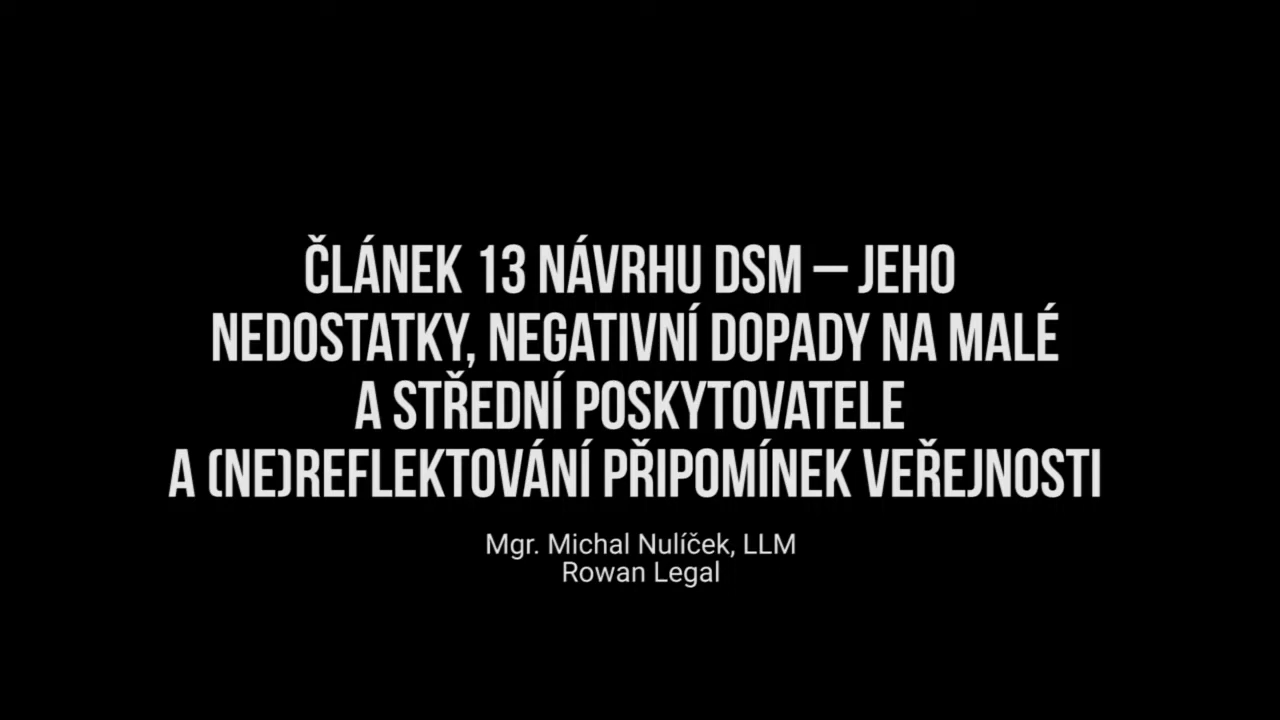 ČLÁNEK 13 NÁVRHU DSM – JEHO
NEDOSTATKY, NEGATIVNÍ DOPADY NA MALÉ
A STŘEDNÍ POSKYTOVATELE
A (NE)REFLEKTOVÁNÍ PŘIPOMÍNEK VEŘEJNOSTI
Mgr. Michal Nulíček, LLM
Rowan Legal